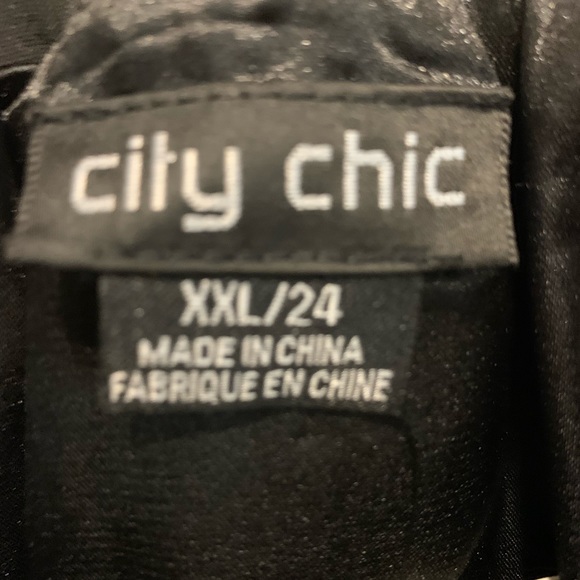 city chic
XXL/24
MADE IN CHINA
FABRIQUE EN CHINE